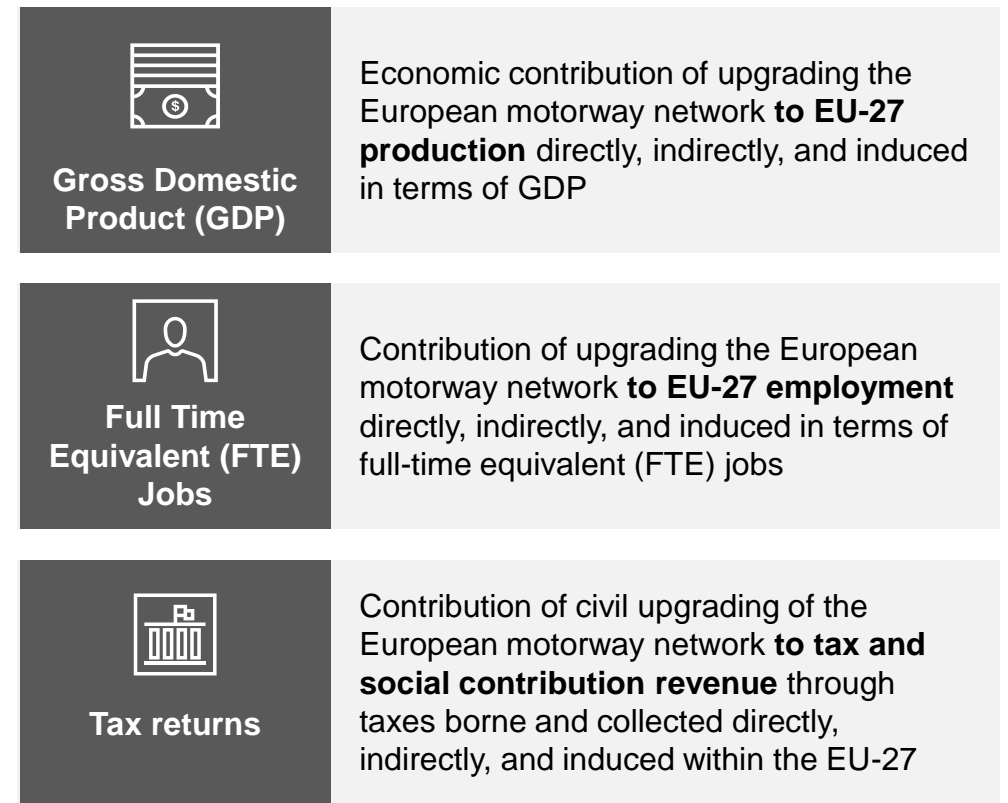 $
Gross Domestic
Product (GDP)
Economic contribution of upgrading the
European motorway network to EU-27
production directly, indirectly, and induced
in terms of GDP
Full Time
Equivalent (FTE)
Jobs
Contribution of upgrading the European
motorway network to EU-27 employment
directly, indirectly, and induced in terms of
full-time equivalent (FTE) jobs
Tax returns
Contribution of civil upgrading of the
European motorway network to tax and
social contribution revenue through
taxes borne and collected directly,
indirectly, and induced within the EU-27